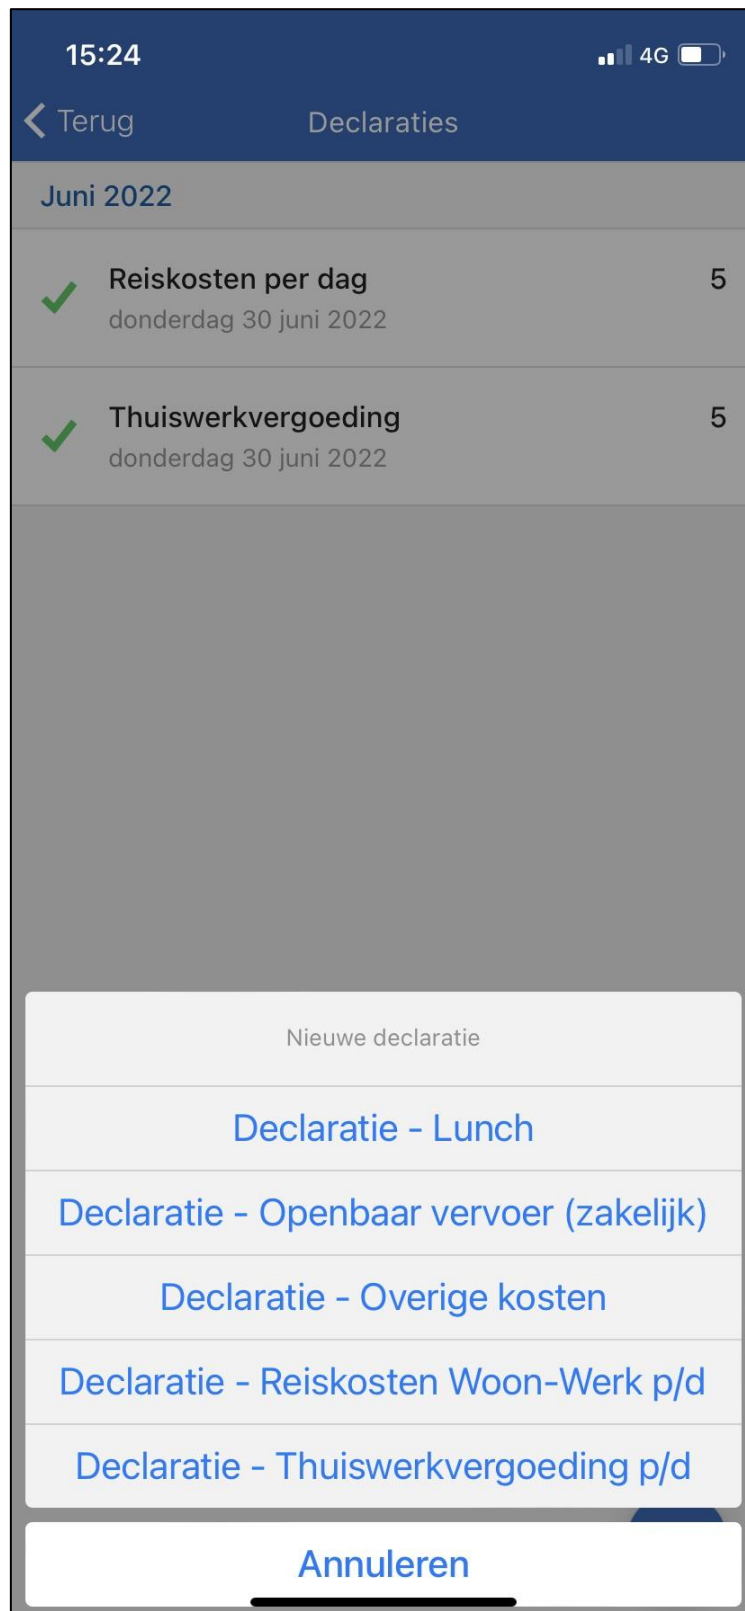 15:24
4G
Terug
Declaraties
Juni 2022
Reiskosten per dag 5
donderdag 30 juni 2022
Thuiswerkvergoeding 5
donderdag 30 juni 2022
Nieuwe declaratie
Declaratie - Lunch
Declaratie - Openbaar vervoer (zakelijk)
Declaratie - Overige kosten
Declaratie - Reiskosten Woon-Werk p/d
Declaratie - Thuiswerkvergoeding p/d
Annuleren